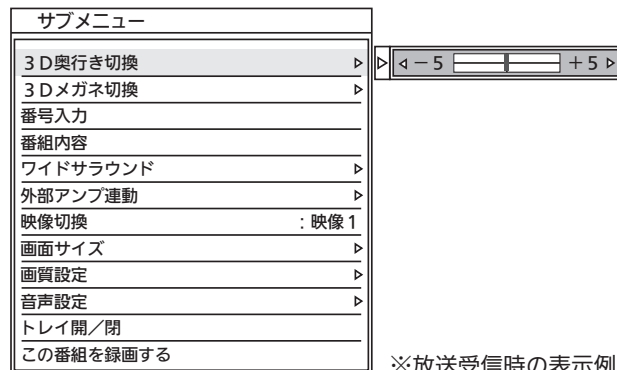 サブメニュー
３Ｄ奥行き切換 ▷ ▷ ◁ －５ ＋５ ▷
３Ｄメガネ切換 ▷
番号入力
番組内容
ワイドサラウンド ▷
外部アンプ連動 ▷
映像切換 ：映像１
画面サイズ ▷
画質設定 ▷
音声設定 ▷
トレイ開／閉
この番組を録画する
※放送受信時の表示例